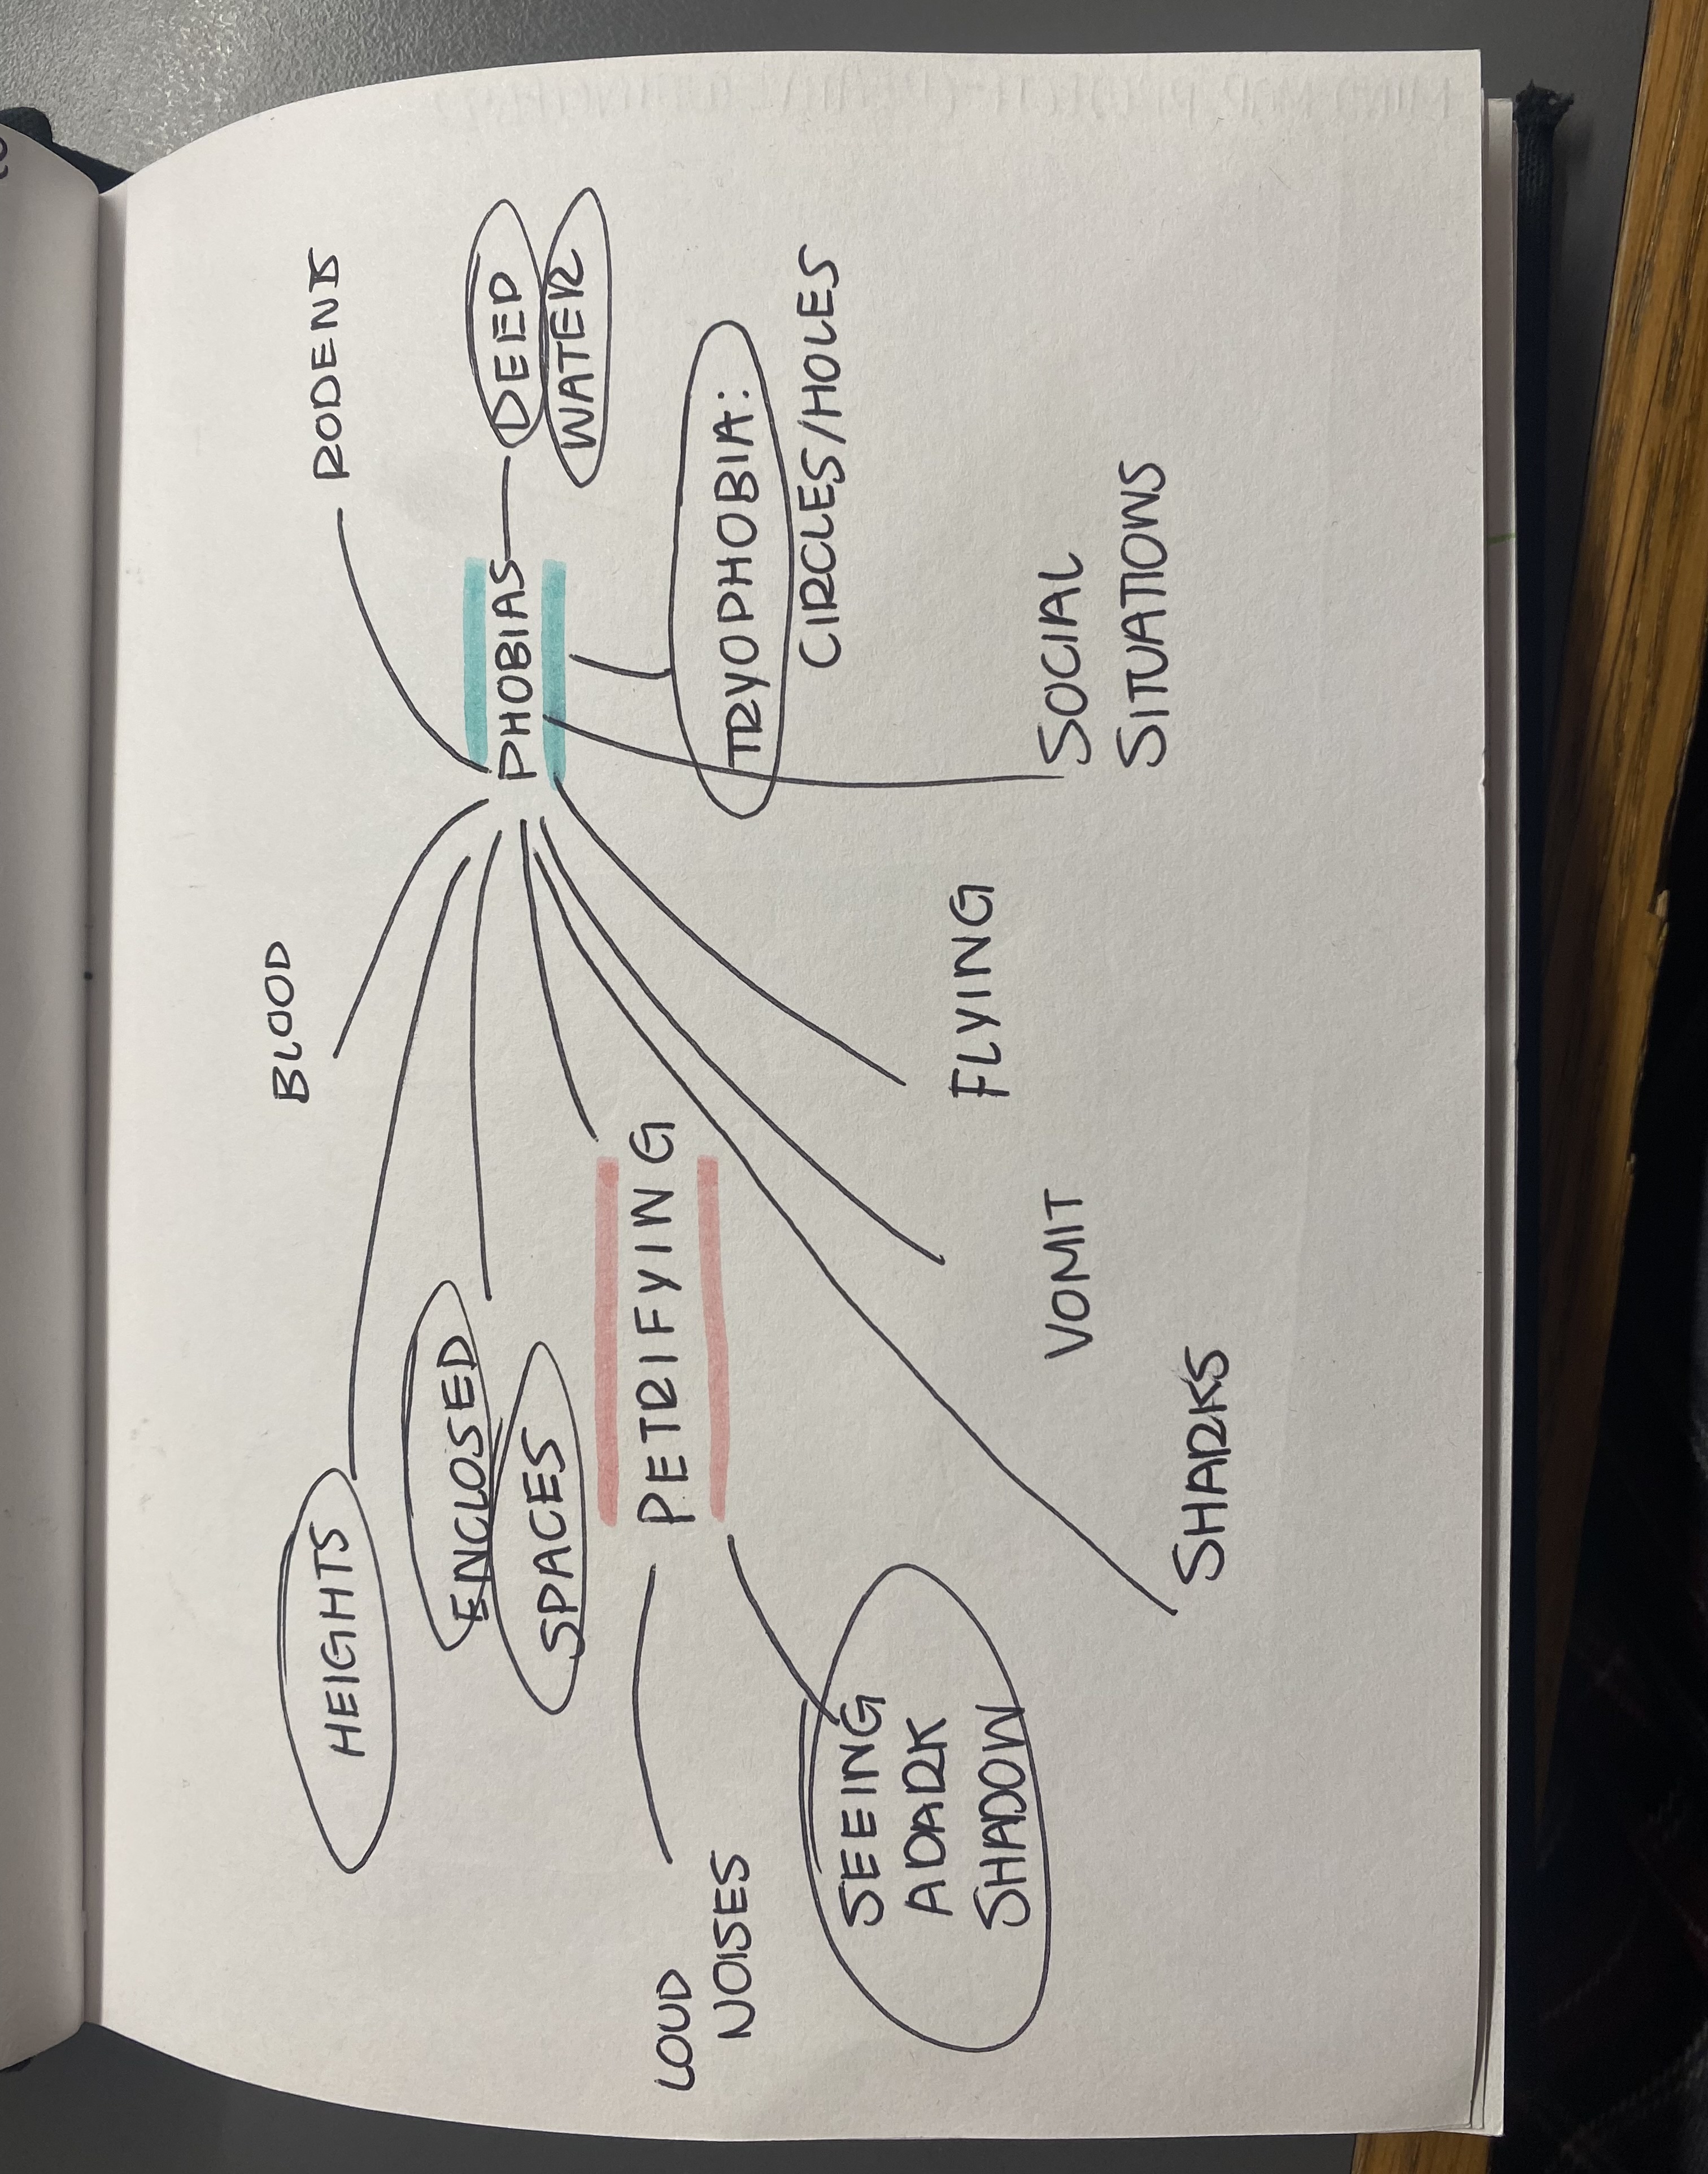 RODENTS
DEEP
WATER
PHOBIAS
TRYOPHOBIA:
CIRCLES/HOLES
SOCIAL
SITUATIONS
BLOOD
FLYING
VOMIT
SHARKS
HEIGHTS
ENCLOSED
SPACES
PETRIFYING
LOUD
NOISES
SEEING
A DARK
SHADOW